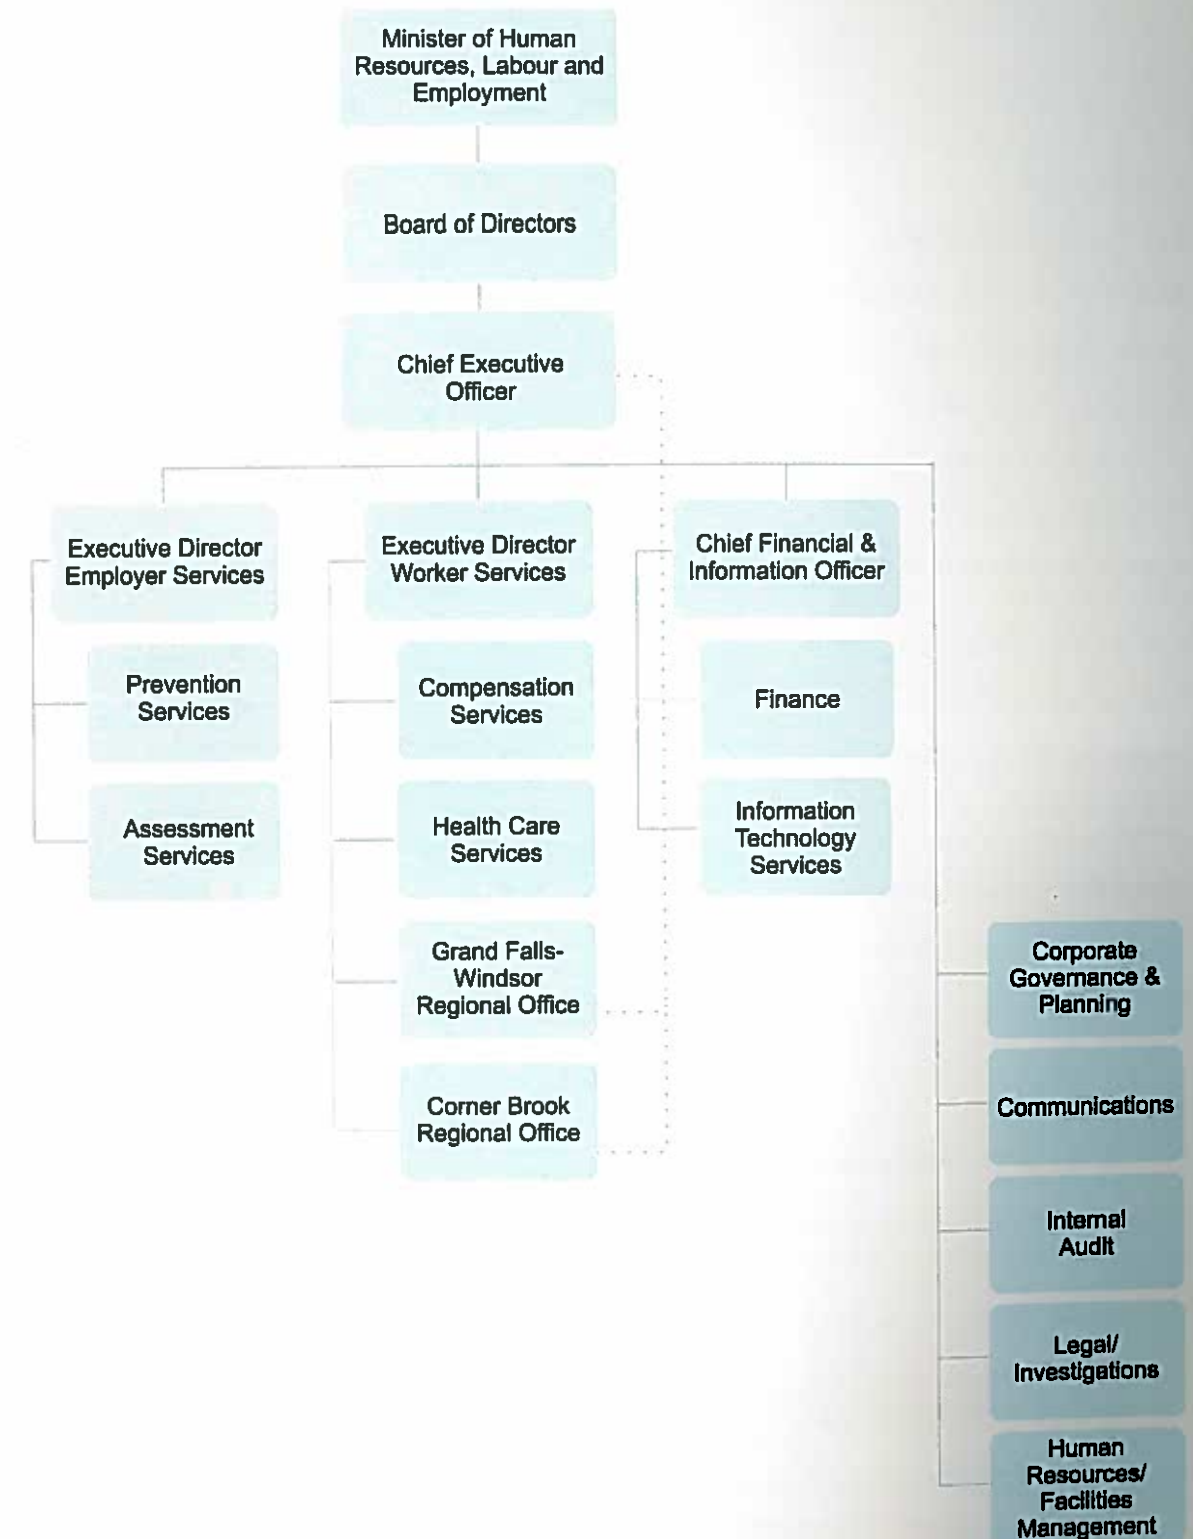 Minister of Human
Resources, Labour and
Employment
Board of Directors
Chief Executive
Officer
Executive Director
Employer Services
Prevention
Services
Assessment
Services
Executive Director
Worker Services
Compensation
Services
Health Care
Services
Grand Falls-
Windsor
Regional Office
Corner Brook
Regional Office
Chief Financial &
Information Officer
Finance
Information
Technology
Services
Corporate
Governance &
Planning
Communications
Internal
Audit
Legal/
Investigations
Human
Resources/
Facilities
Management